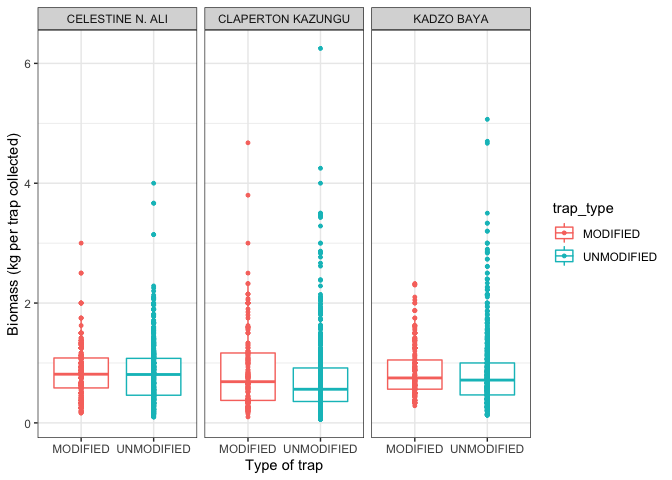 CELESTINE N. ALI
CLAPERTON KAZUNGU
KADZO BAYA
6
4
2
0
Biomass (kg per trap collected)
MODIFIED UNMODIFIED
MODIFIED UNMODIFIED
MODIFIED UNMODIFIED
Type of trap
trap_type
MODIFIED
UNMODIFIED